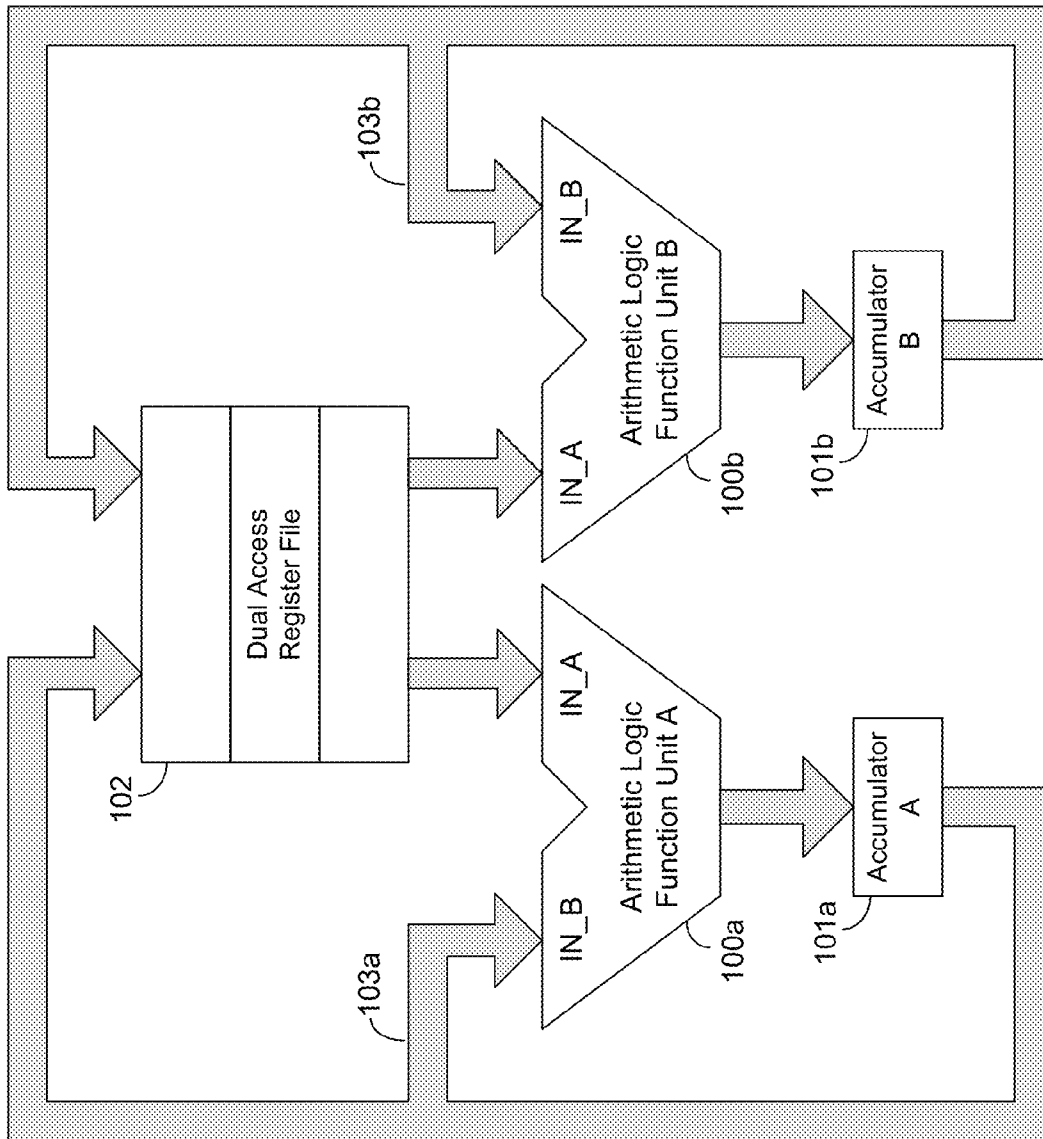 102
Dual Access
Register File
103a
103b
IN_B
IN_A
IN_A
IN_B
Arithmetic Logic
Function Unit A
Arithmetic Logic
Function Unit B
100a
100b
Accumulator
A
Accumulator
B
101a
101b